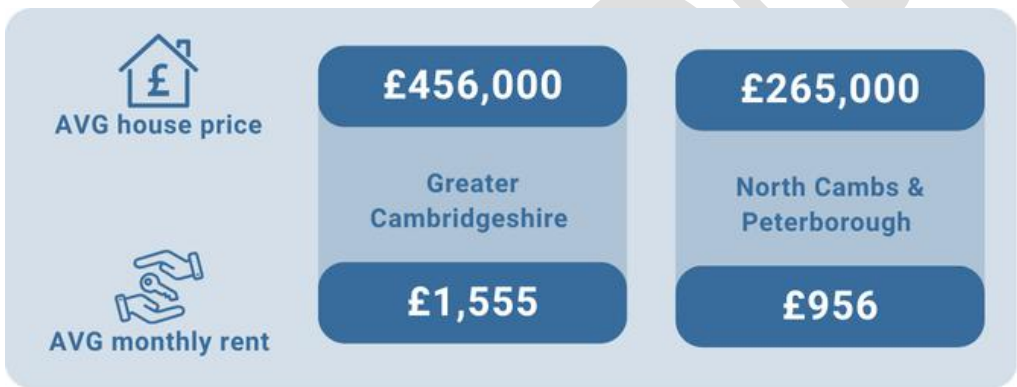 £
AVG house price
£456,000
£265,000
Greater
Cambridgeshire
North Cambs &
Peterborough
AVG monthly rent
£1,555
£956